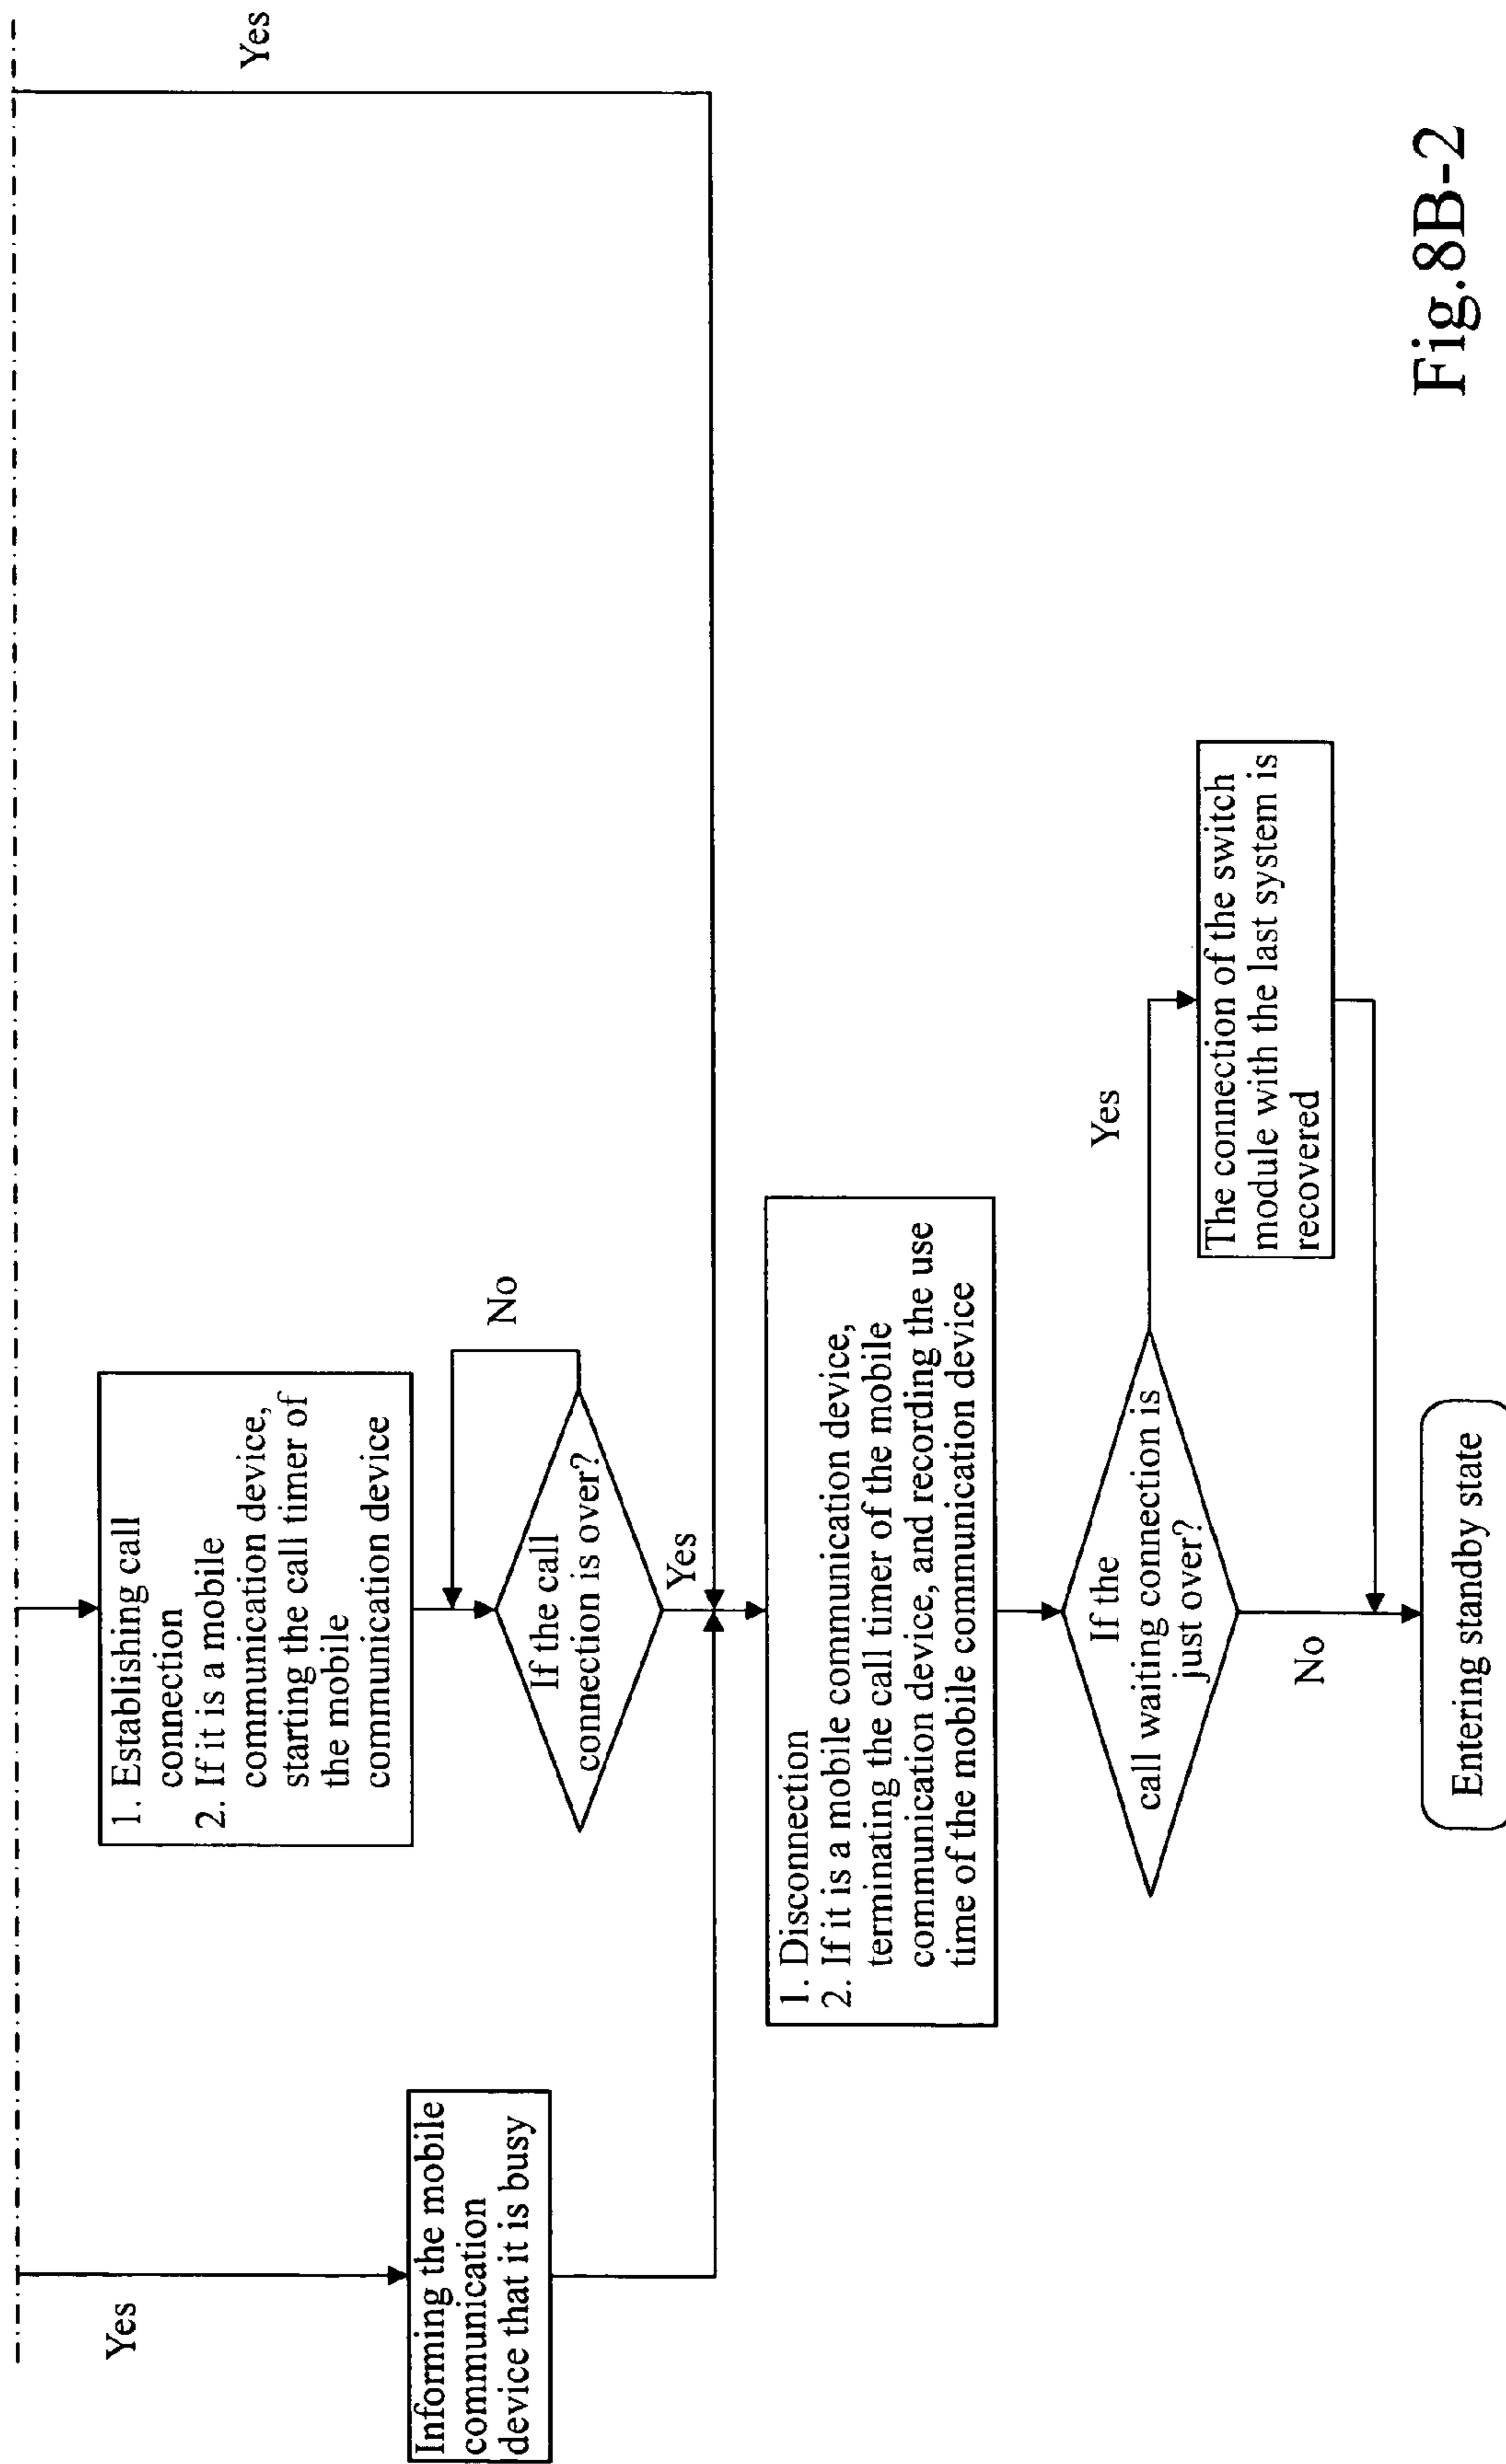 Yes
Yes
1. Establishing call
connection
2. If it is a mobile
communication device,
starting the call timer of
the mobile
communication device
Informing the mobile
communication
device that it is busy
No
If the call
connection is over?
Yes
1. Disconnection
2. If it is a mobile communication device,
terminating the call timer of the mobile
communication device, and recording the use
time of the mobile communication device
If the
call waiting connection is
just over?
Yes
The connection of the switch
module with the last system is
recovered
No
Entering standby state
Fig.8B-2